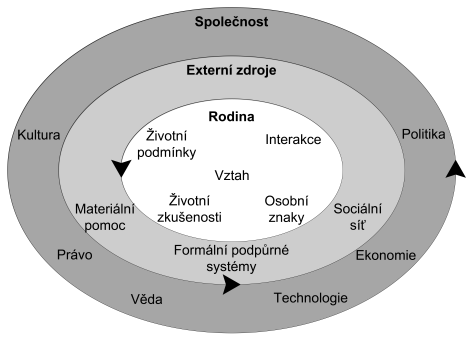 Společnost
Externí zdroje
Rodina
Kultura
Životní
podmínky
Interakce
Politika
Vztah
Životní
zkušenosti
Osobní
znaky
Materiální
pomoc
Sociální
síť
Formální podpůrné
systémy
Právo
Ekonomie
Věda
Technologie